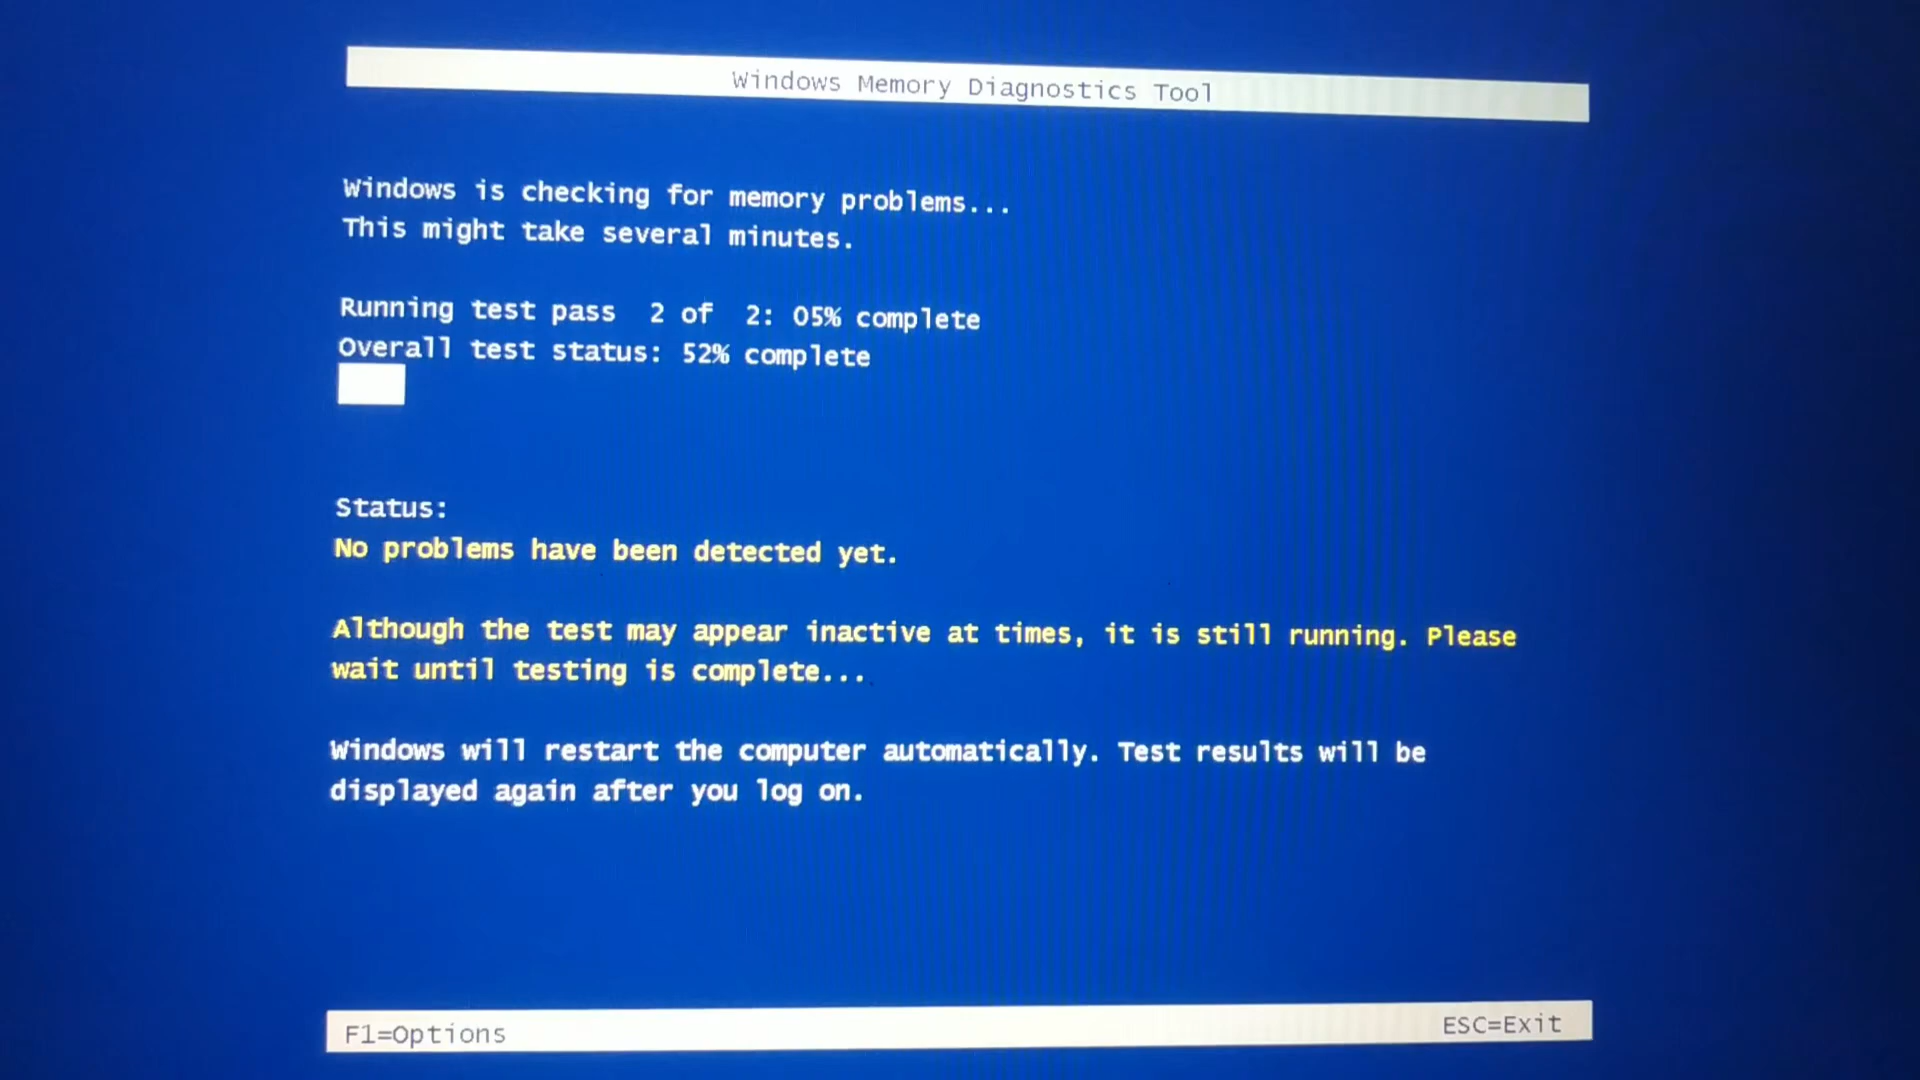 Windows Memory Diagnostics Tool
Windows is checking for memory problems...
This might take several minutes.
Running test pass  2 of  2: 05% complete
Overall test status: 52% complete
Status:
No problems have been detected yet.
Although the test may appear inactive at times, it is still running. Please
wait until testing is complete...
Windows will restart the computer automatically. Test results will be
displayed again after you log on.
F1=Options
ESC=Exit